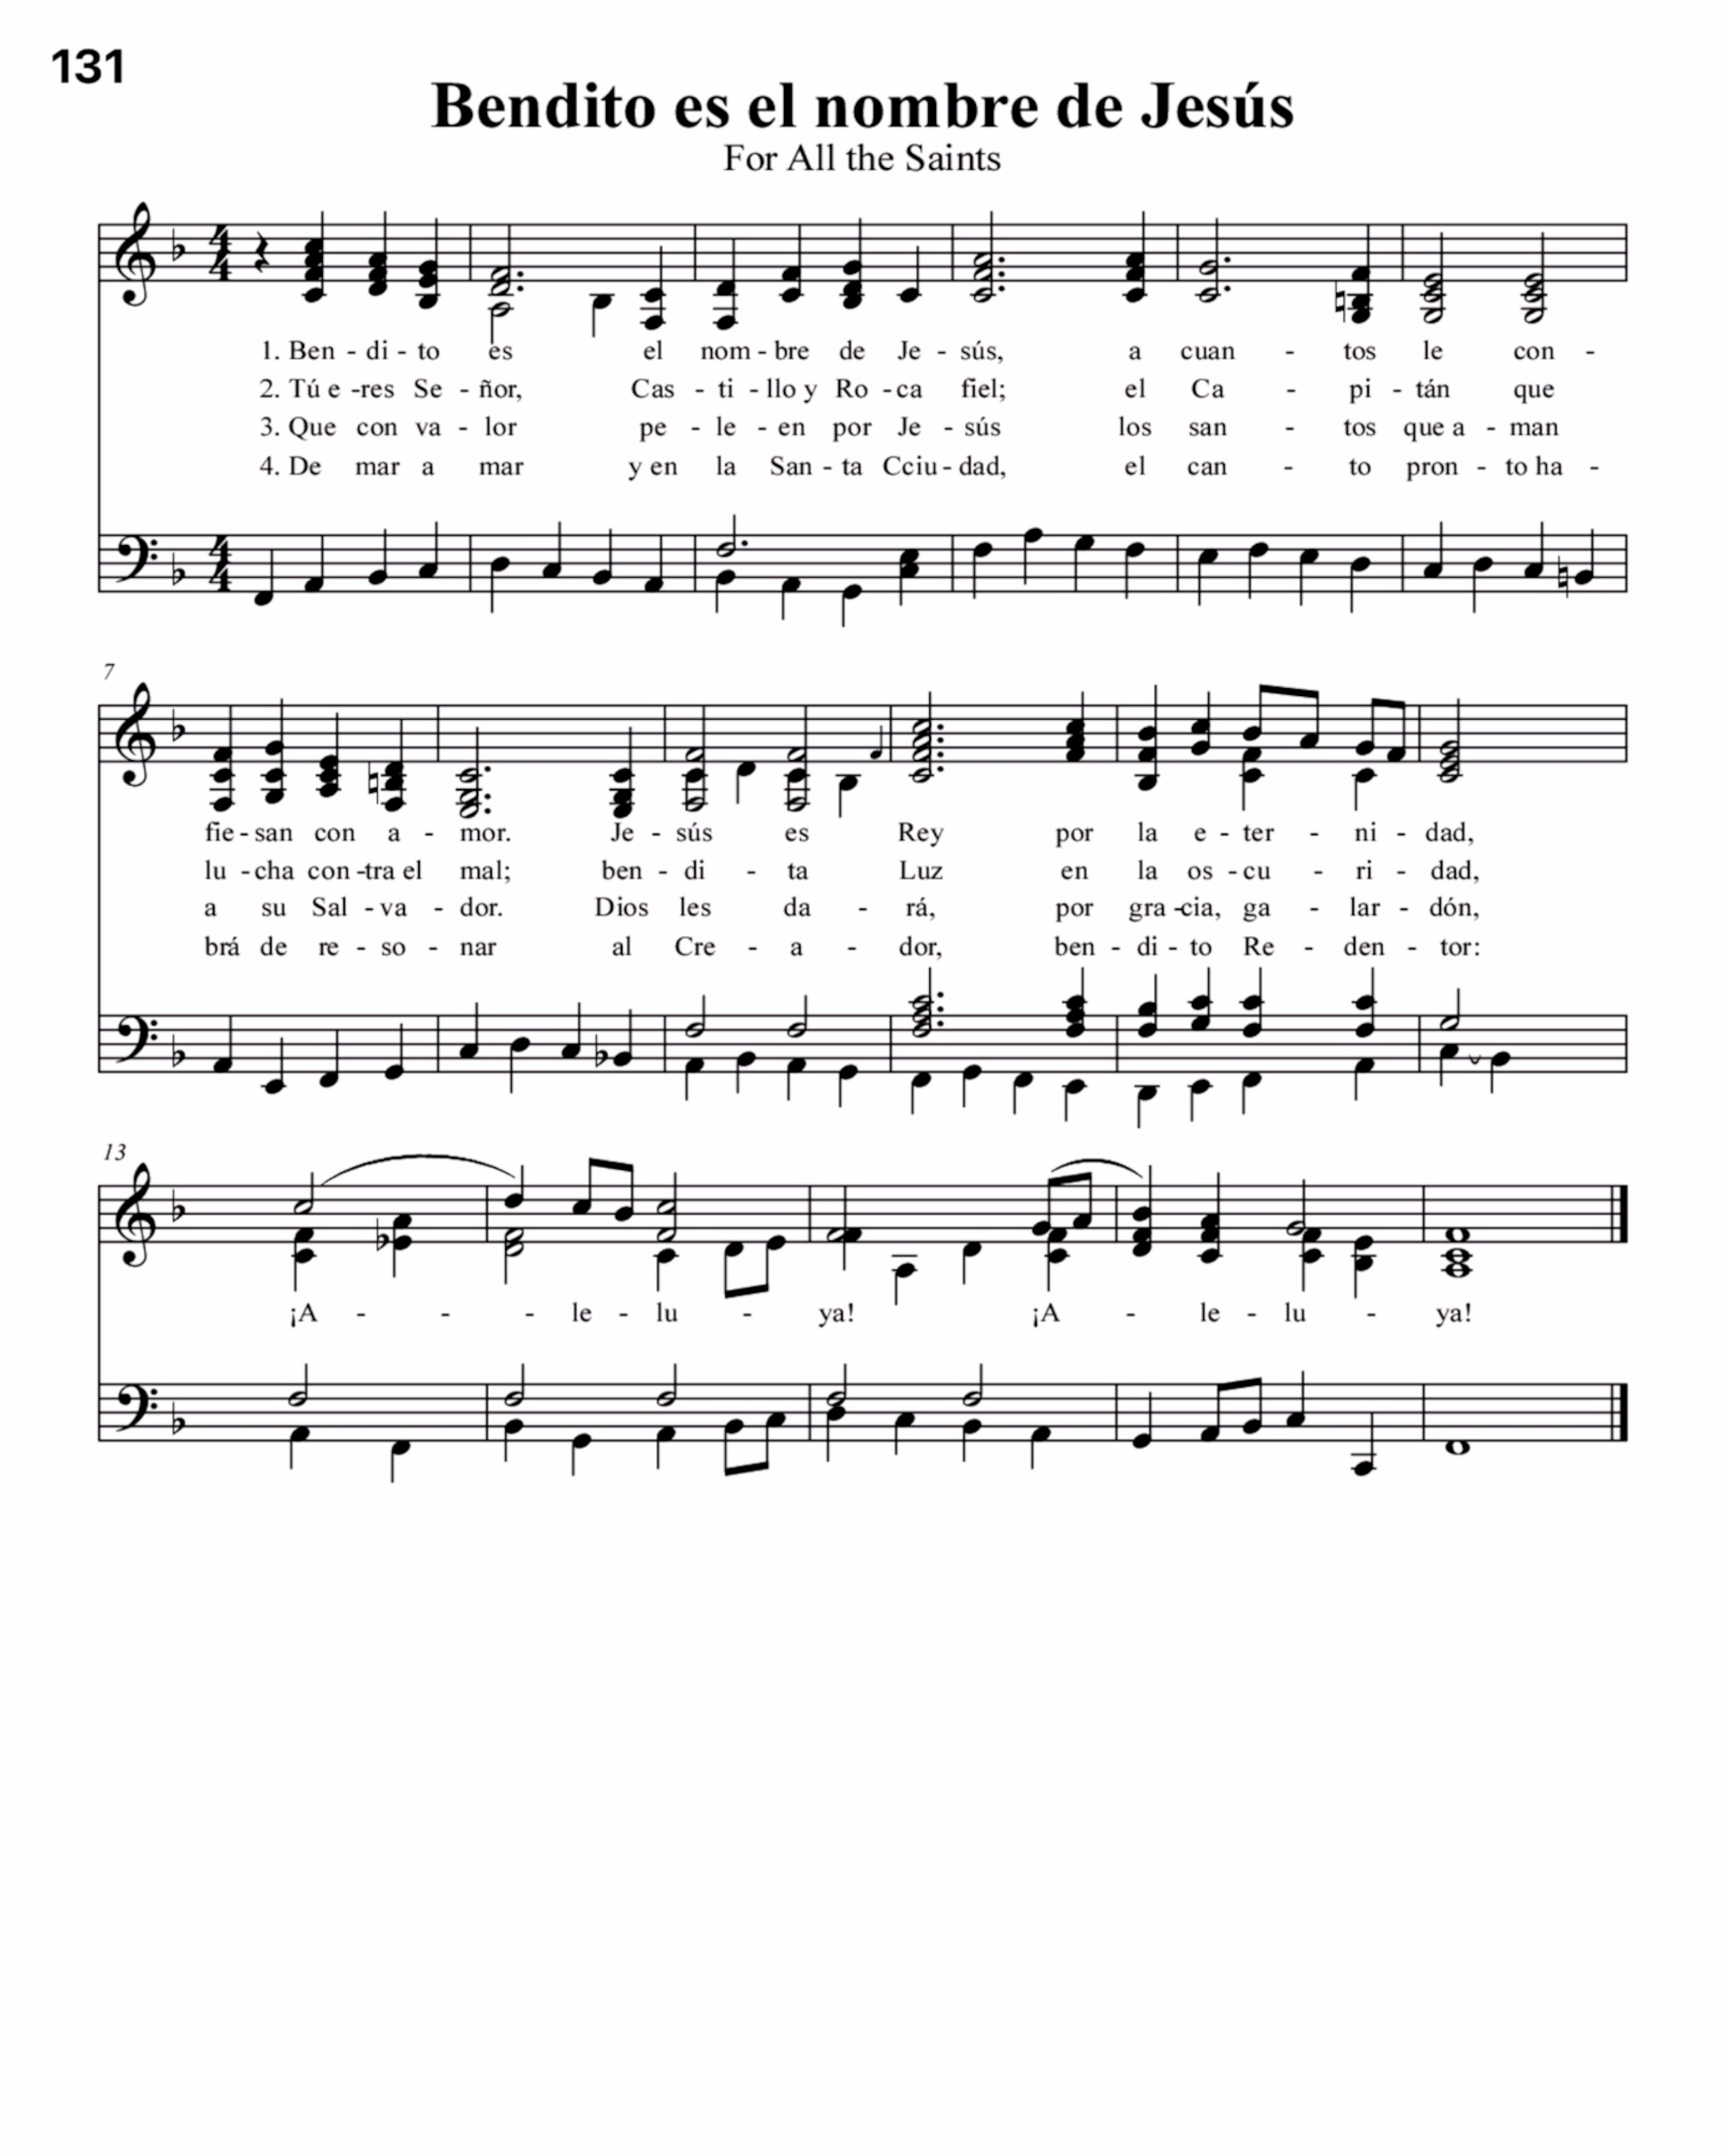 131
Bendito es el nombre de Jesús
For All the Saints
1. Ben - di - to es el nom - bre de Je - sús, a cuan - tos le con -
2. Tú e -res Se - ñor, Cas - ti - llo y Ro - ca fiel; el Ca - pi - tán que
3. Que con va - lor pe - le - en por Je - sús los san - tos que a - man
4. De mar a mar y en la San - ta Cciu - dad, el can - to pron - to ha -
7
fie - san con a - mor. Je - sús es Rey por la e - ter - ni - dad,
lu - cha con -tra el mal; ben - di - ta Luz en la os - cu - ri - dad,
a su Sal - va - dor. Dios les da - rá, por gra -cia, ga - lar - dón,
brá de re - so - nar al Cre - a - dor, ben - di - to Re - den - tor:
13
¡A - - - le - lu - ya! ¡A - le - lu - ya!